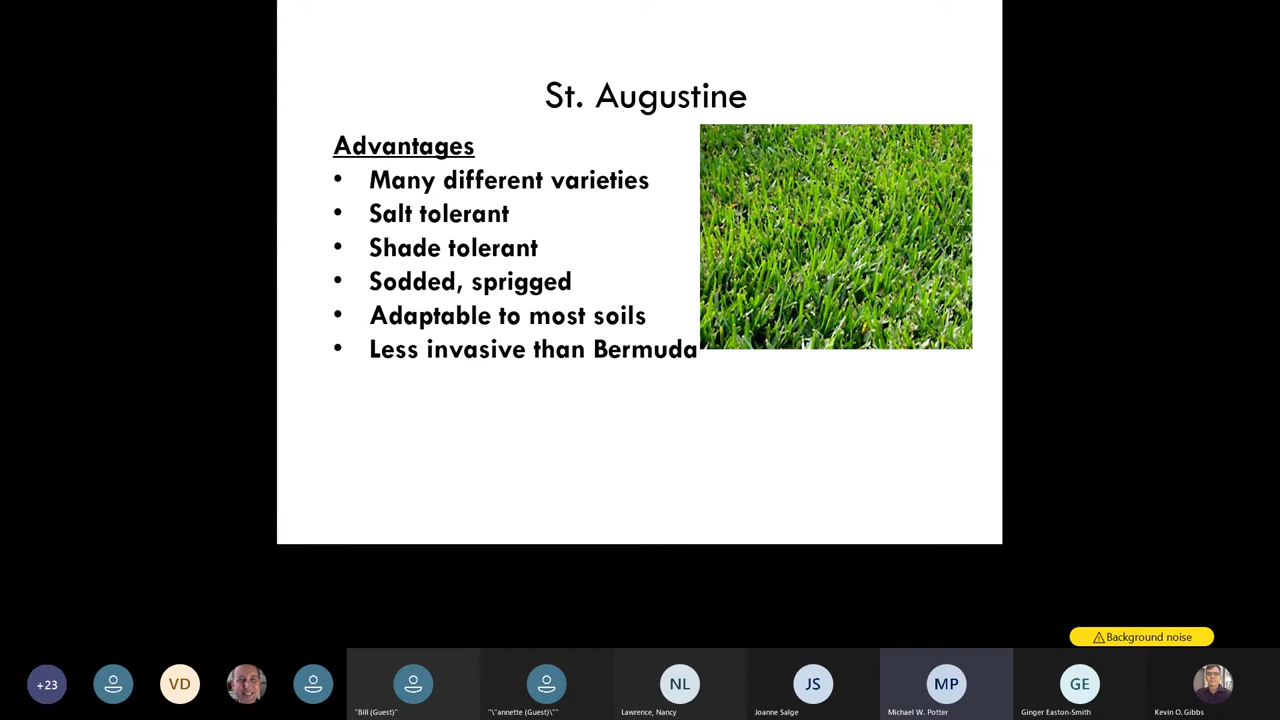 St. Augustine
Advantages
• Many different varieties
• Salt tolerant
• Shade tolerant
• Sodded, sprigged
• Adaptable to most soils
• Less invasive than Bermuda
Background noise
+23
VD
NL
JS
MP
GE
"Bill (Guest)"
"\"annette (Guest)\""
Lawrence, Nancy
Joanne Salge
Michael W. Potter
Ginger Easton-Smith
Kevin O. Gibbs